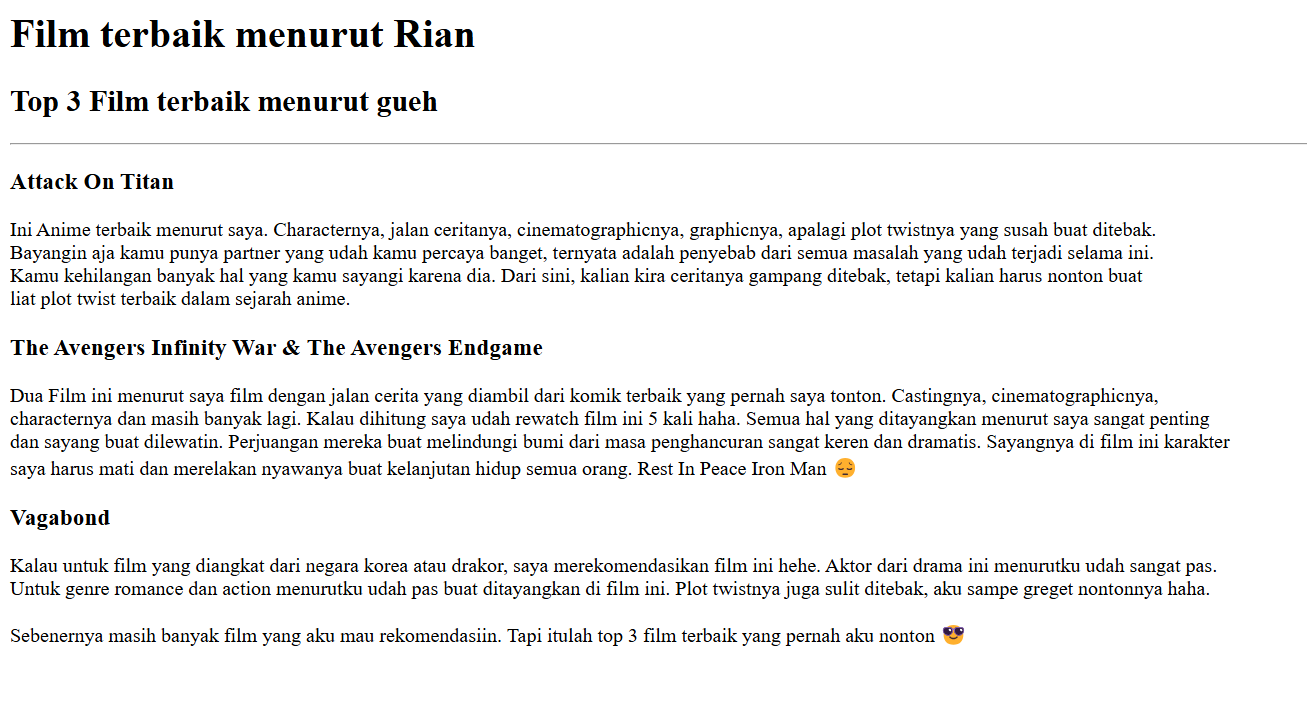 Film terbaik menurut Rian
Top 3 Film terbaik menurut gueh
Attack On Titan
Ini Anime terbaik menurut saya. Characternya, jalan ceritanya, cinematographicnya, graphicnya, apalagi plot twistnya yang susah buat ditebak.
Bayangin aja kamu punya partner yang udah kamu percaya banget, ternyata adalah penyebab dari semua masalah yang udah terjadi selama ini.
Kamu kehilangan banyak hal yang kamu sayangi karena dia. Dari sini, kalian kira ceritanya gampang ditebak, tetapi kalian harus nonton buat
liat plot twist terbaik dalam sejarah anime.
The Avengers Infinity War & The Avengers Endgame
Dua Film ini menurut saya film dengan jalan cerita yang diambil dari komik terbaik yang pernah saya tonton. Castingnya, cinematographicnya,
characternya dan masih banyak lagi. Kalau dihitung saya udah rewatch film ini 5 kali haha. Semua hal yang ditayangkan menurut saya sangat penting
dan sayang buat dilewatin. Perjuangan mereka buat melindungi bumi dari masa penghancuran sangat keren dan dramatis. Sayangnya di film ini karakter
saya harus mati dan merelakan nyawanya buat kelanjutan hidup semua orang. Rest In Peace Iron Man 😔
Vagabond
Kalau untuk film yang diangkat dari negara korea atau drakor, saya merekomendasikan film ini hehe. Aktor dari drama ini menurutku udah sangat pas.
Untuk genre romance dan action menurutku udah pas buat ditayangkan di film ini. Plot twistnya juga sulit ditebak, aku sampe greget nontonnya haha.
Sebenernya masih banyak film yang aku mau rekomendasiin. Tapi itulah top 3 film terbaik yang pernah aku nonton 😎